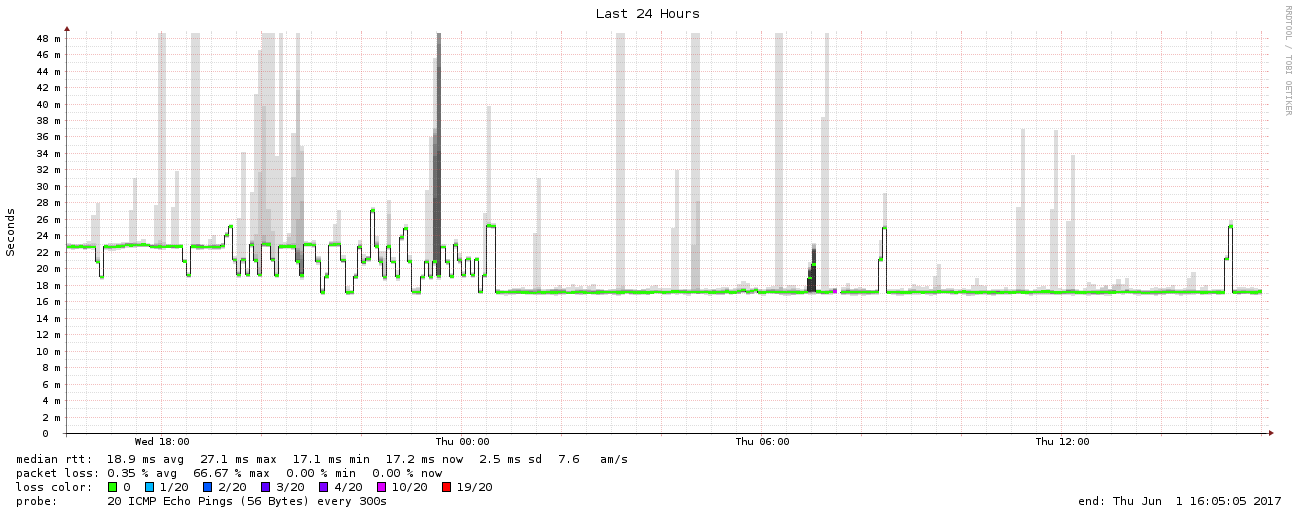 Last 24 Hours
RRDTOOL / TOBI OETIKER
Seconds
48 m
46 m
44 m
42 m
40 m
38 m
36 m
34 m
32 m
30 m
28 m
26 m
24 m
22 m
20 m
18 m
16 m
14 m
12 m
10 m
8 m
6 m
4 m
2 m
0
Wed 18:00 Thu 00:00 Thu 06:00 Thu 12:00
median rtt: 18.9 ms avg 27.1 ms max 17.1 ms min 17.2 ms now 2.5 ms sd 7.6 am/s
packet loss: 0.35 % avg 66.67 % max 0.00 % min 0.00 % now
loss color: 0 1/20 2/20 3/20 4/20 10/20 19/20
probe: 20 ICMP Echo Pings (56 Bytes) every 300s end: Thu Jun 1 16:05:05 2017